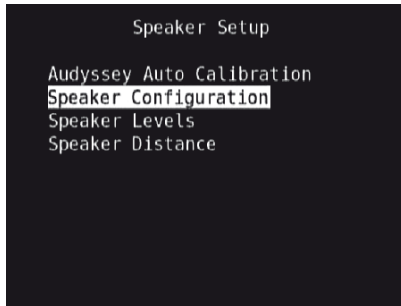 Speaker Setup
Audyssey Auto Calibration
Speaker Configuration
Speaker Levels
Speaker Distance